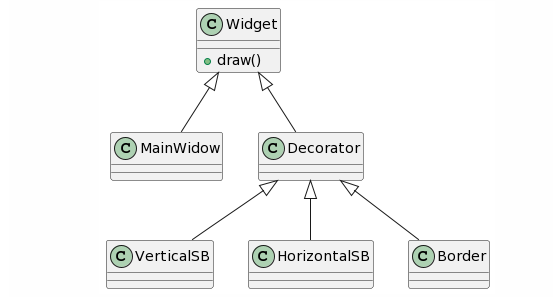 C Widget
draw()
C MainWidow
C Decorator
C VerticalSB
C HorizontalSB
C Border